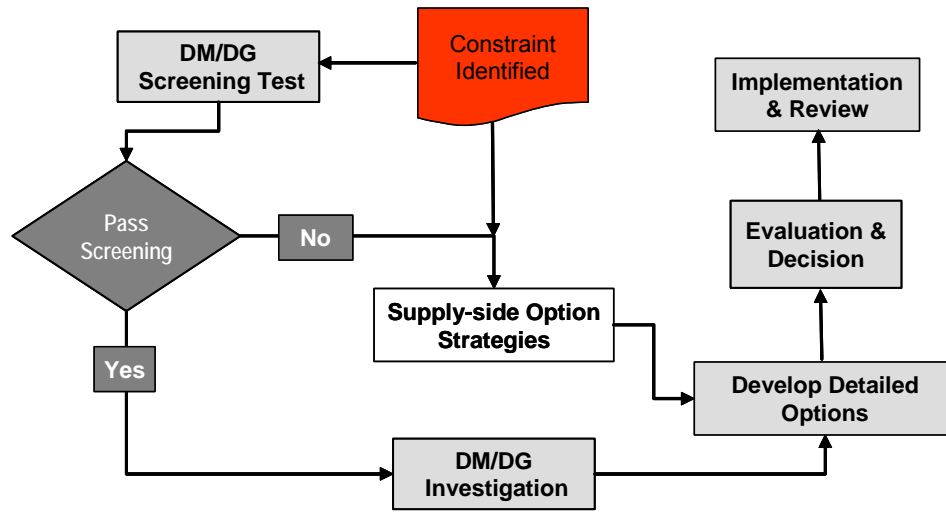 DM/DG
Screening Test
Constraint
Identified
Implementation
& Review
Pass
Screening
No
Evaluation &
Decision
Supply-side Option
Strategies
Yes
Develop Detailed
Options
DM/DG
Investigation